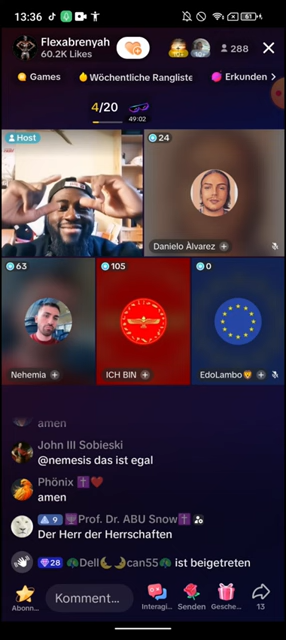 13:36
61
Flexabrenyah
60.2K Likes
288
Games
Wöchentliche Rangliste
Erkunden
4/20
49:02
Host
24
Danielo Àlvarez
63
105
0
Nehemia
ICH BIN
EdoLambo
amen
John III Sobieski
@nemesis das ist egal
Phönix
amen
9 Prof. Dr. ABU Snow
Der Herr der Herrschaften
28 Dell can55 ist beigetreten
Abonn...
Komment...
Interagi...
Senden
Gesche...
13